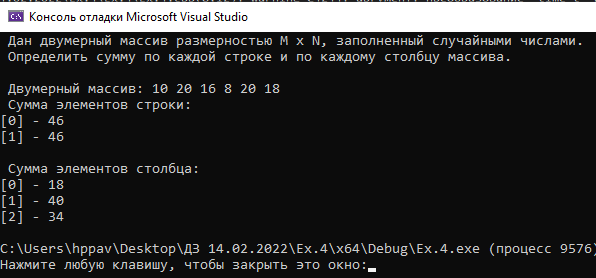 Консоль отладки Microsoft Visual Studio
Дан двумерный массив размерностью M x N, заполненный случайными числами.
Определить сумму по каждой строке и по каждому столбцу массива.
Двумерный массив: 10 20 16 8 20 18
Сумма элементов строки:
[0] - 46
[1] - 46
Сумма элементов столбца:
[0] - 18
[1] - 40
[2] - 34
C:\Users\hppav\Desktop\ДЗ 14.02.2022\Ex.4\x64\Debug\Ex.4.exe (процесс 9576)
Нажмите любую клавишу, чтобы закрыть это окно: